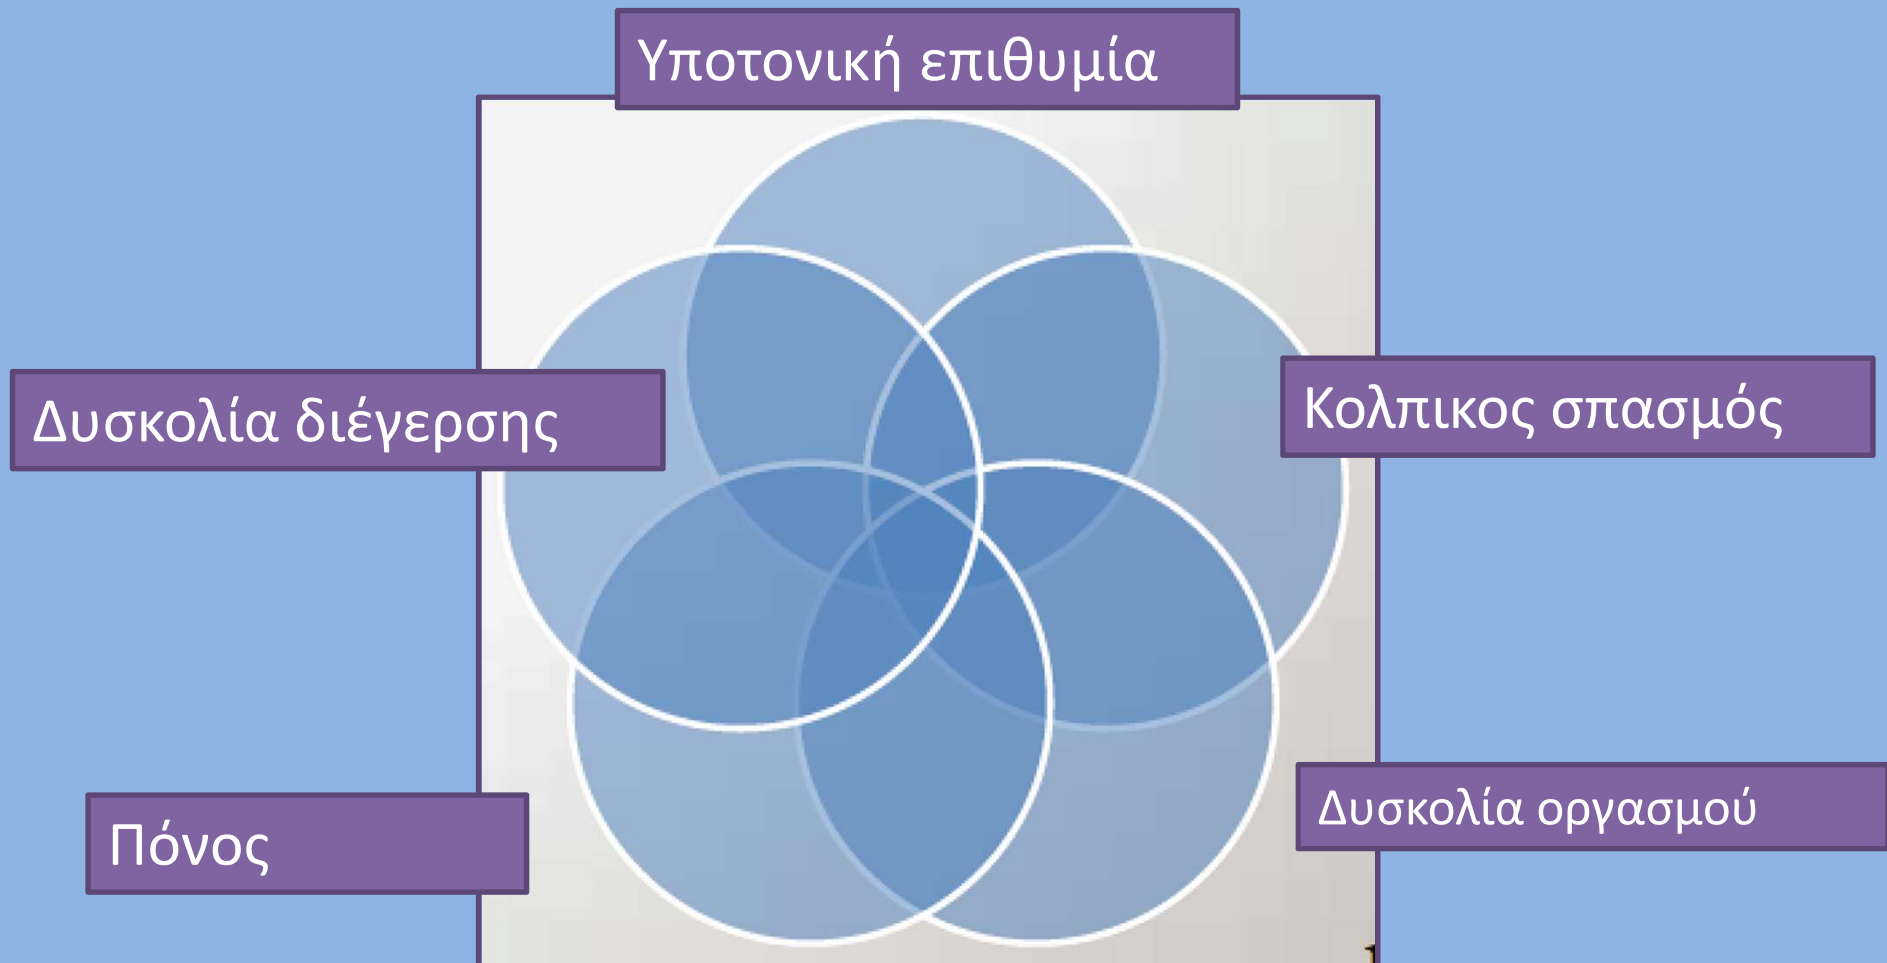 Υποτονική επιθυμία
Δυσκολία διέγερσης
Κολπικος σπασμός
Πόνος
Δυσκολία οργασμού